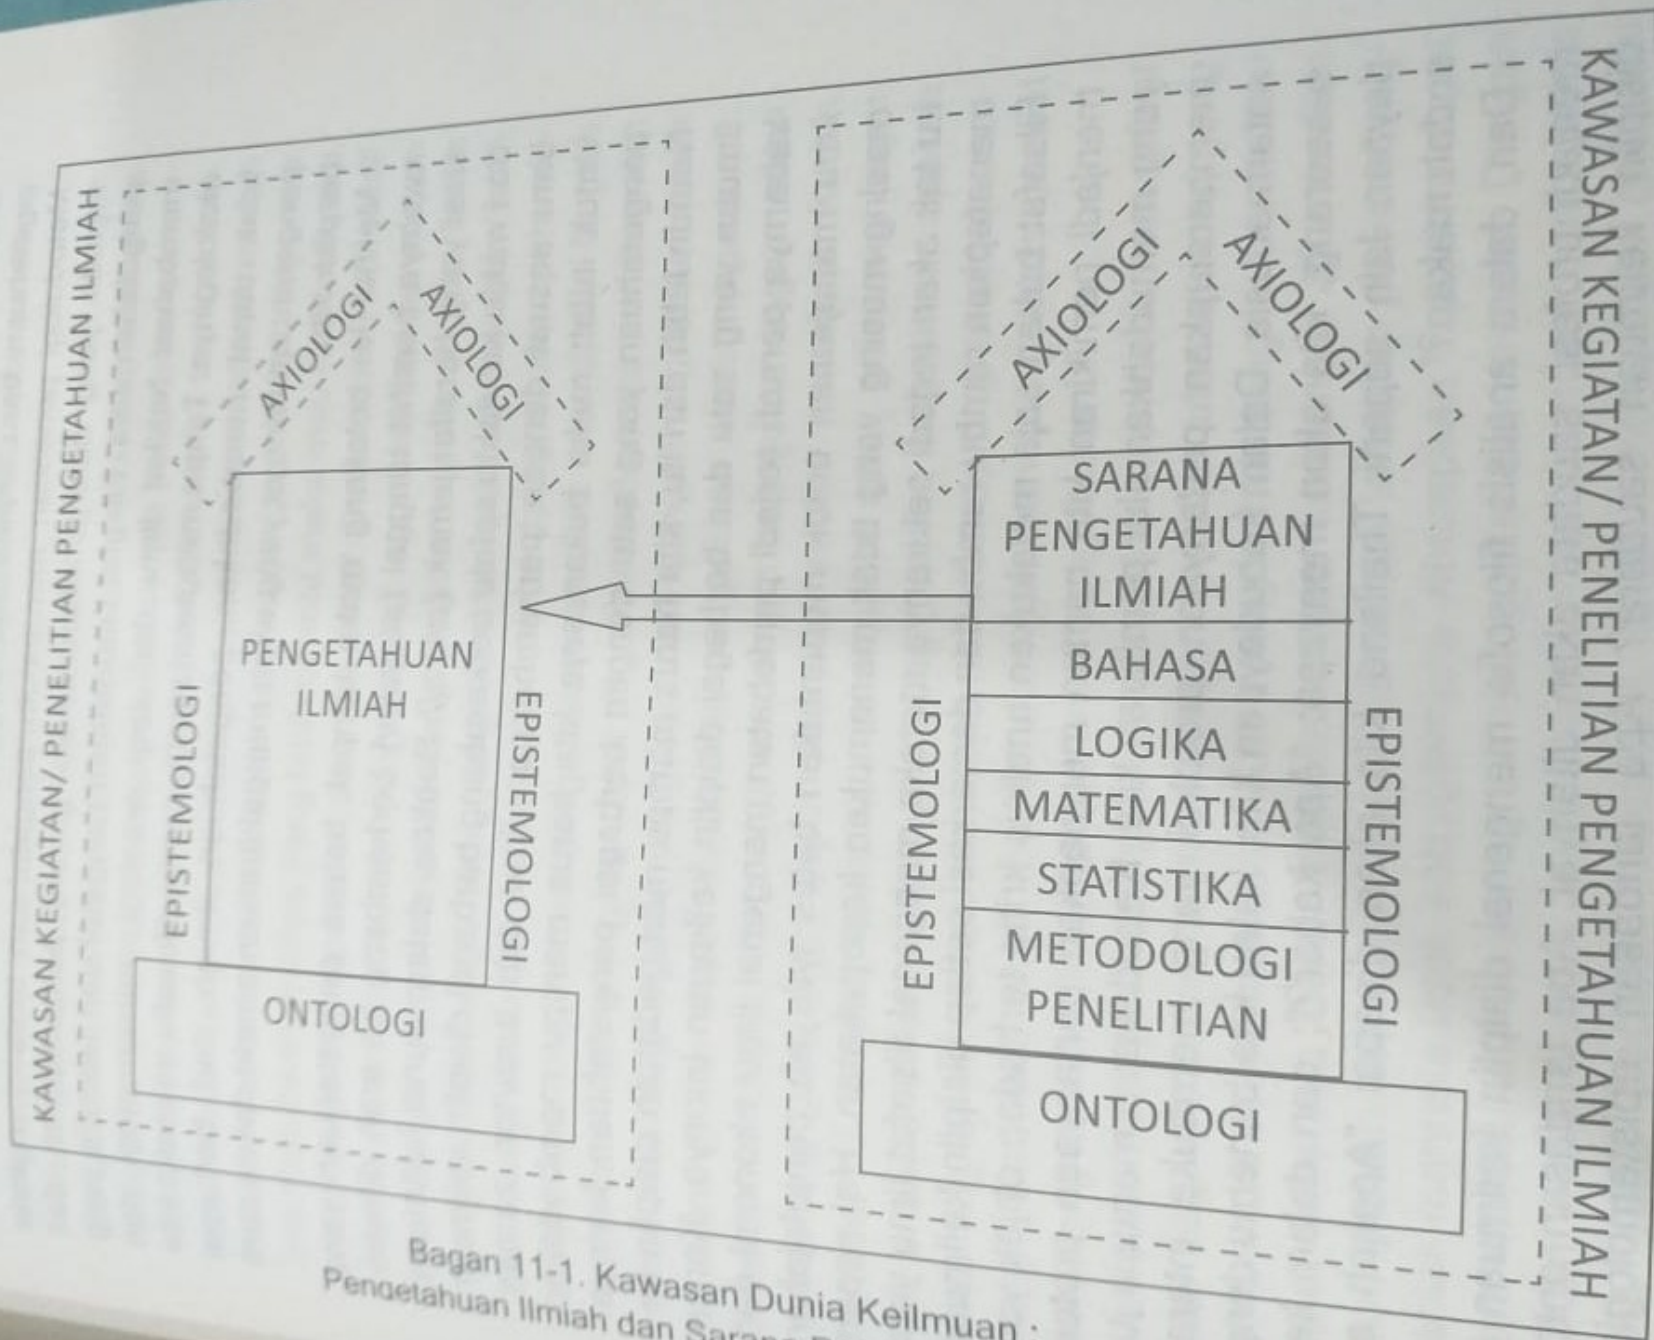 KAWASAN KEGIATAN/ PENELITIAN PENGETAHUAN ILMIAH
AXIOLOGI
AXIOLOGI
PENGETAHUAN
ILMIAH
EPISTEMOLOGI
EPISTEMOLOGI
ONTOLOGI
AXIOLOGI
AXIOLOGI
SARANA
PENGETAHUAN
ILMIAH
BAHASA
LOGIKA
MATEMATIKA
STATISTIKA
METODOLOGI
PENELITIAN
EPISTEMOLOGI
EPISTEMOLOGI
ONTOLOGI
KAWASAN KEGIATAN/ PENELITIAN PENGETAHUAN ILMIAH
Bagan 11-1. Kawasan Dunia Keilmuan :
Pengetahuan Ilmiah dan